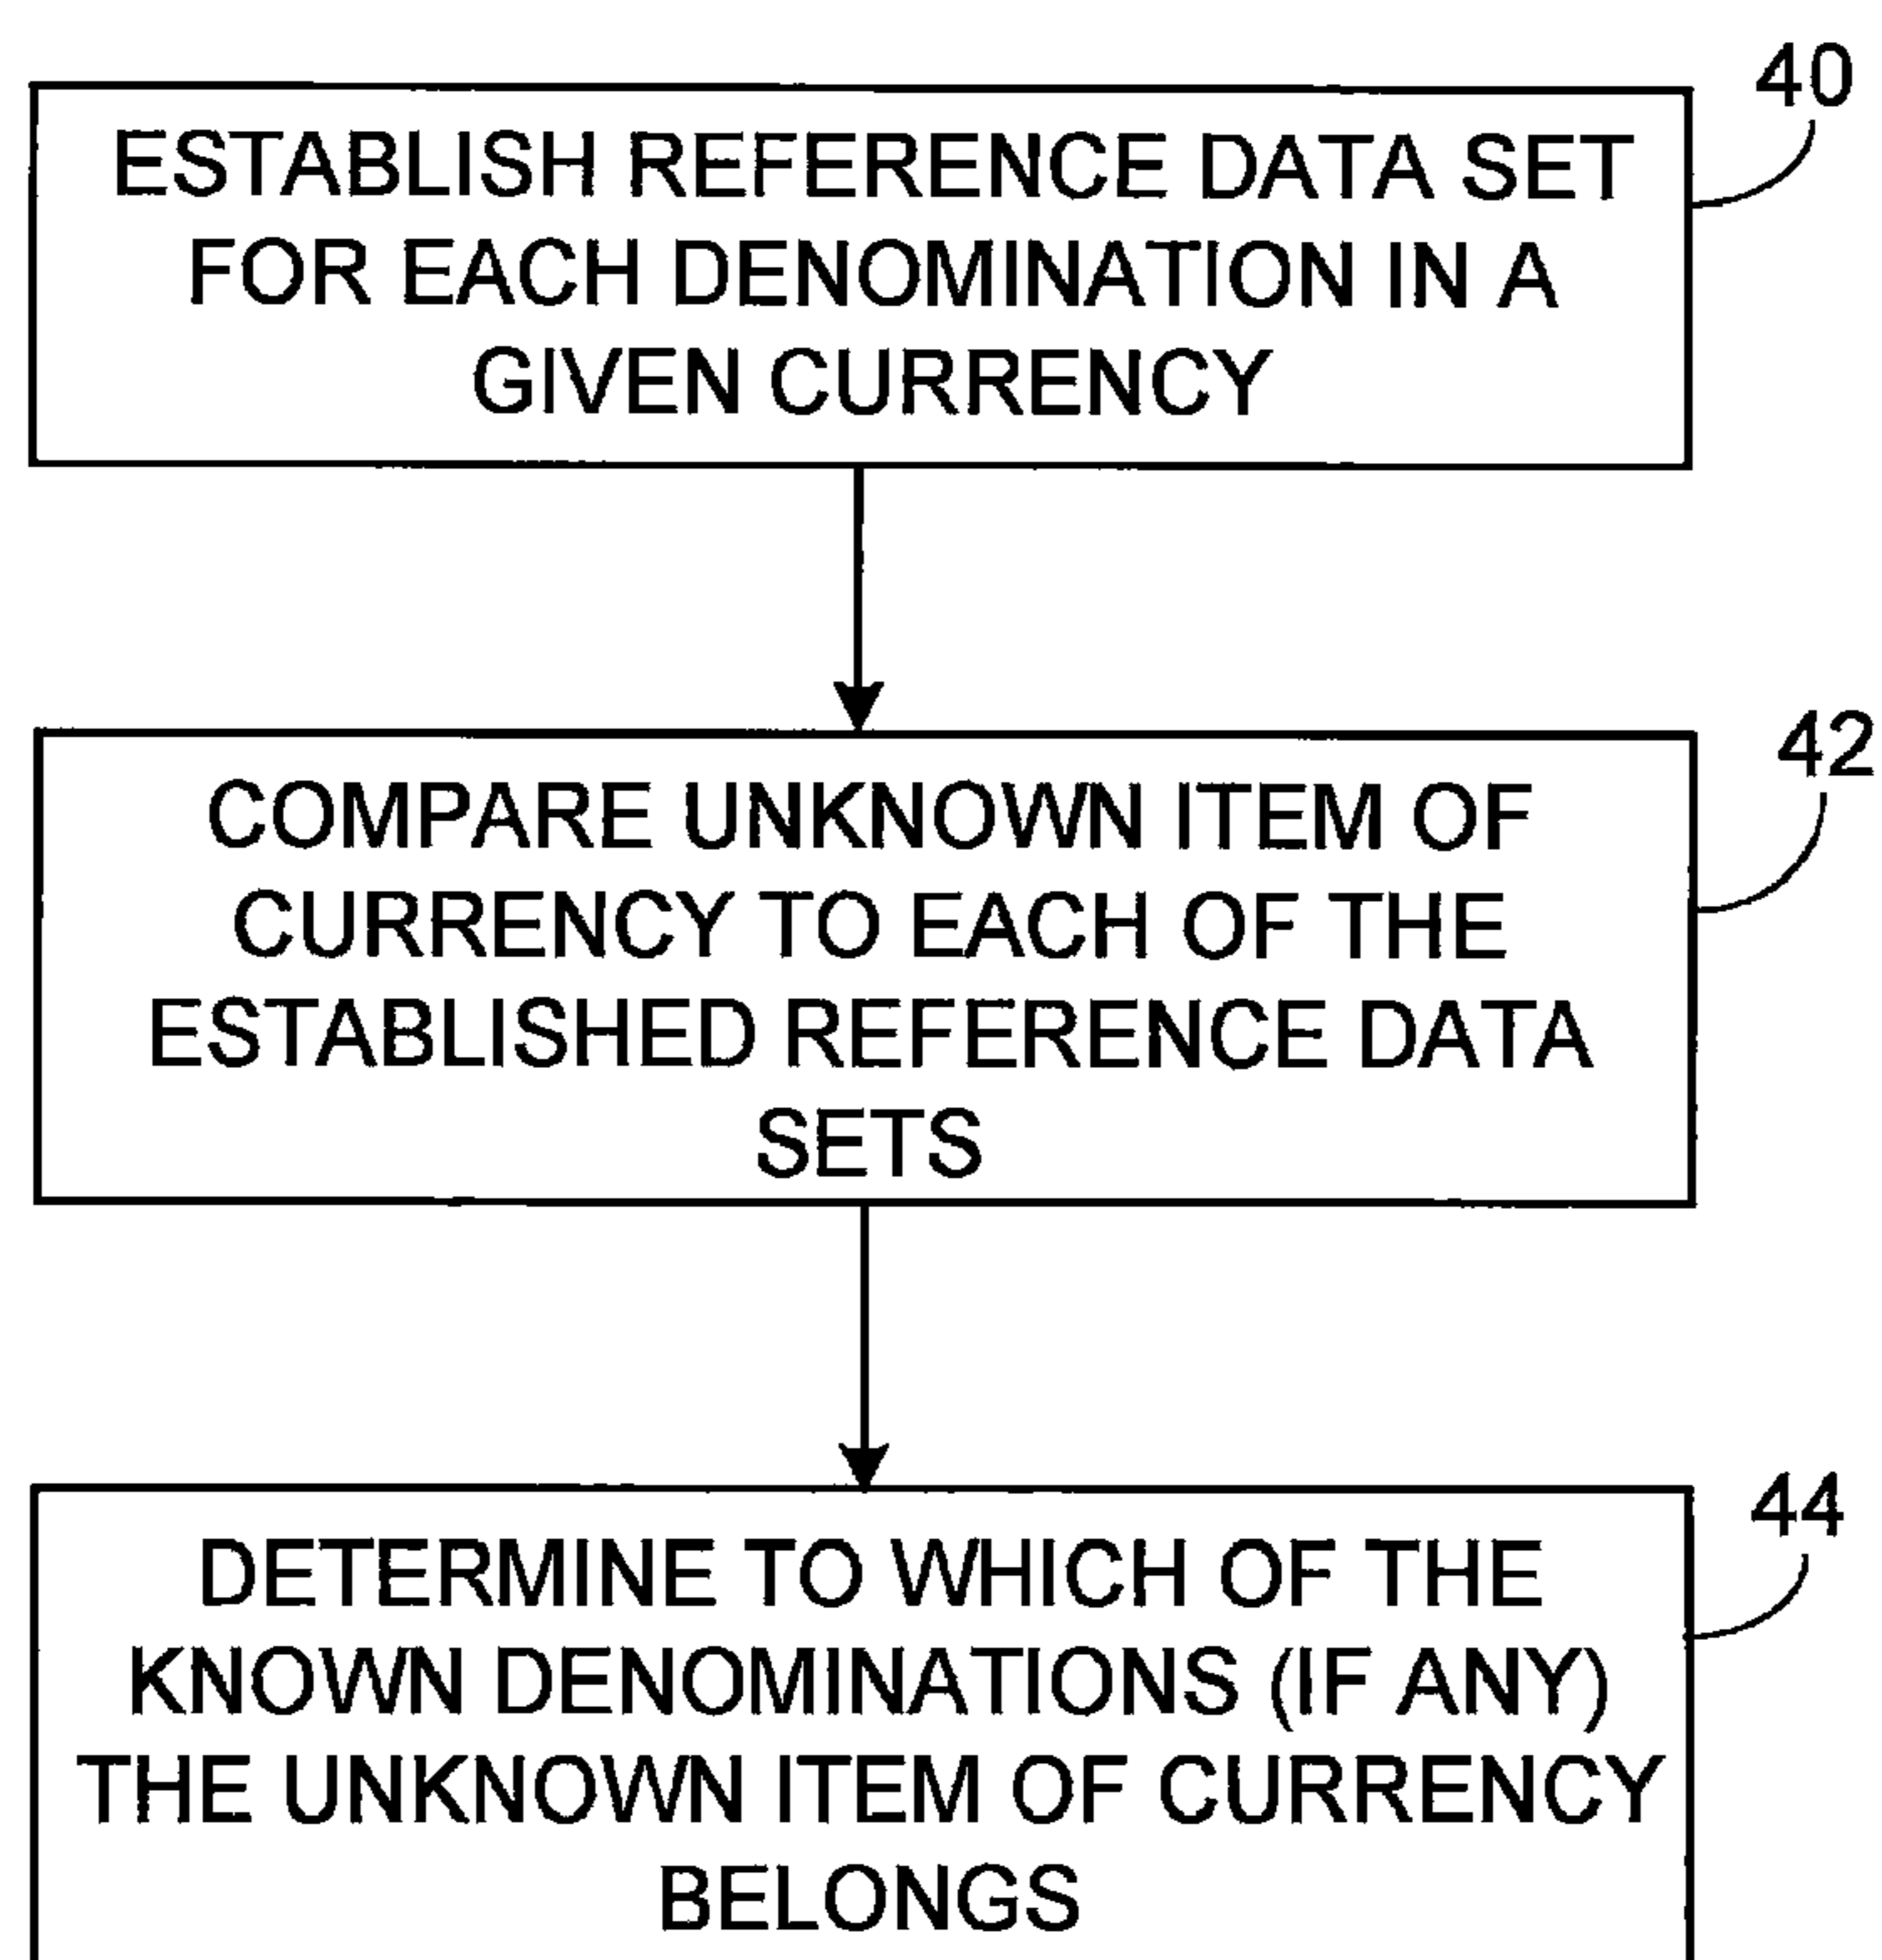 40
ESTABLISH REFERENCE DATA SET
FOR EACH DENOMINATION IN A
GIVEN CURRENCY
42
COMPARE UNKNOWN ITEM OF
CURRENCY TO EACH OF THE
ESTABLISHED REFERENCE DATA
SETS
44
DETERMINE TO WHICH OF THE
KNOWN DENOMINATIONS (IF ANY)
THE UNKNOWN ITEM OF CURRENCY
BELONGS